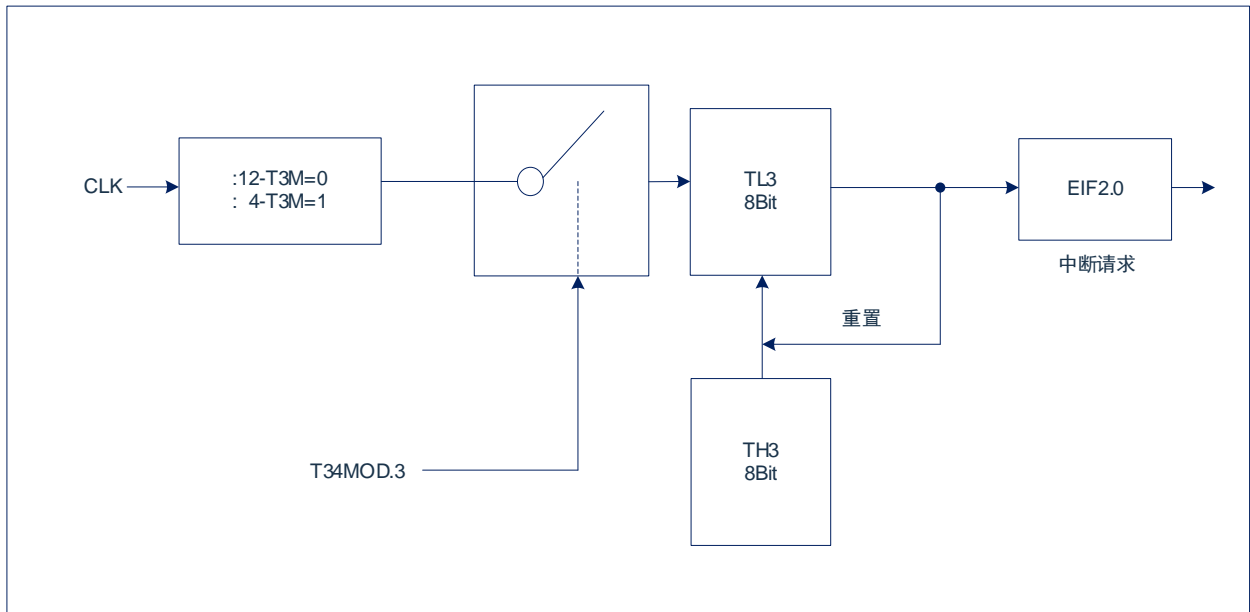 CLK
:12-T3M=0
: 4-T3M=1
TL3
8Bit
EIF2.0
中断请求
重置
TH3
8Bit
T34MOD.3